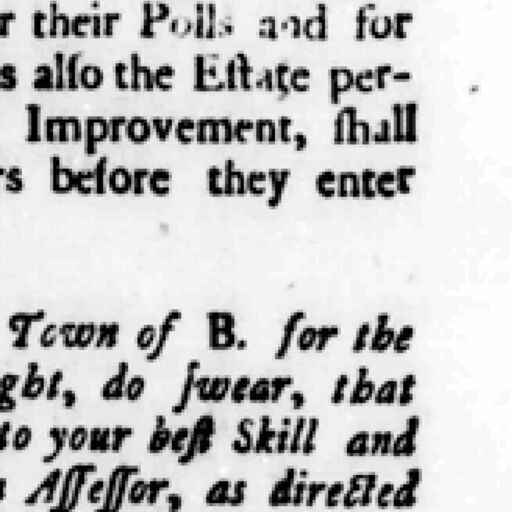 their Polls and for
s alſo the Eſtate per-
Improvement, ſhall
rs before they enter
Town of B. for the
ght, do ſwear, that
to your beſt Skill and
Aſſeſſor, as directed